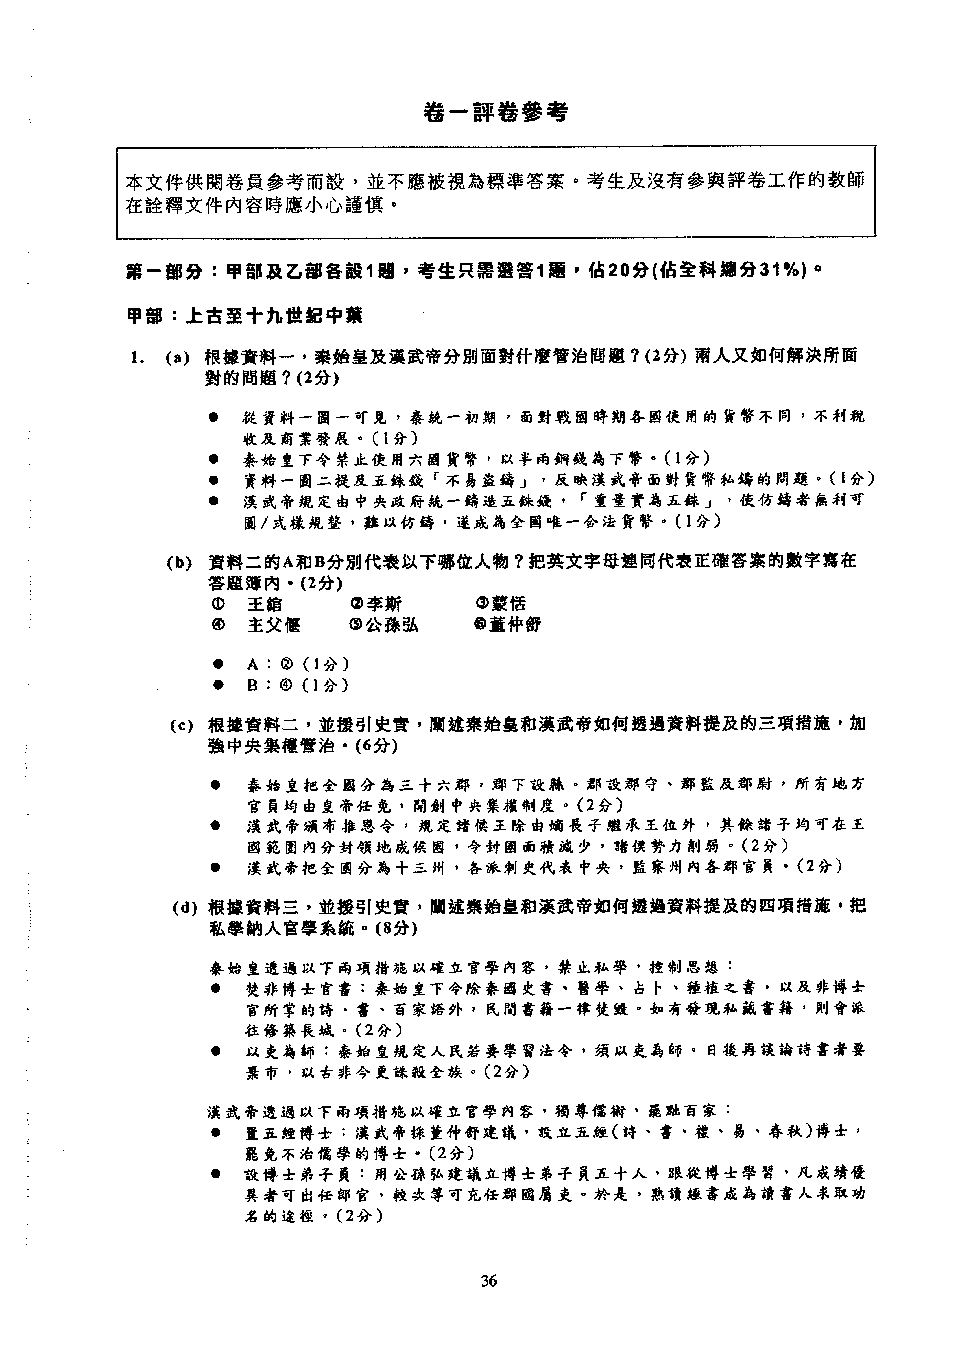 卷一評卷參考
本文件供閱卷員參考而設，並不應被視為標準答案。考生及沒有參與評卷工作的教師
在詮釋文件內容時應小心謹慎。
第一部分：甲部及乙部各設1題，考生只需選答1題，佔20分(佔全科總分31%)。
甲部：上古至十九世紀中葉
1. (a) 根據資料一，秦始皇及漢武帝分別面對什麼管治問題？(2分) 兩人又如何解決所面
對的問題？(2分)
● 從資料一圖一可見，秦統一初期，面對戰國時期各國使用的貨幣不同，不利稅
收及商業發展。(1分)
● 秦始皇下令禁止使用六國貨幣，以半兩銅錢為下幣。(1分)
● 資料一圖二提及五銖錢「不易盜鑄」，反映漢武帝面對貨幣私鑄的問題。(1分)
● 漢武帝規定由中央政府統一鑄造五銖錢，「重量實為五銖」，使仿鑄者無利可
圖/式樣規整，難以仿鑄，遂成為全國唯一合法貨幣。(1分)
(b) 資料二的A和B分別代表以下哪位人物？把英文字母連同代表正確答案的數字寫在
答題簿內。(2分)
① 王綰 ②李斯 ③蒙恬
④ 主父偃 ⑤公孫弘 ⑥董仲舒
● A：② (1分)
● B：④ (1分)
(c) 根據資料二，並援引史實，闡述秦始皇和漢武帝如何透過資料提及的三項措施，加
強中央集權管治。(6分)
● 秦始皇把全國分為三十六郡，郡下設縣。郡設郡守、郡監及郡尉，所有地方
官員均由皇帝任免，開創中央集權制度。(2分)
● 漢武帝頒布推恩令，規定諸侯王除由嫡長子繼承王位外，其餘諸子均可在王
國範圍內分封領地成侯國，令封國面積減少，諸侯勢力削弱。(2分)
● 漢武帝把全國分為十三州，各派刺史代表中央，監察州內各郡官員。(2分)
(d) 根據資料三，並援引史實，闡述秦始皇和漢武帝如何透過資料提及的四項措施，把
私學納入官學系統。(8分)
秦始皇透過以下兩項措施以確立官學內容，禁止私學，控制思想：
● 焚非博士官書：秦始皇下令除秦國史書、醫學、占卜、種植之書，以及非博士
官所掌的詩、書、百家語外，民間書籍一律焚毀。如有發現私藏書籍，則會派
往修築長城。(2分)
● 以吏為師：秦始皇規定人民若要學習法令，須以吏為師。日後再談論詩書者要
棄市，以古非今更誅殺全族。(2分)
漢武帝透過以下兩項措施以確立官學內容，獨尊儒術，罷黜百家：
● 置五經博士：漢武帝採董仲舒建議，設立五經(詩、書、禮、易、春秋)博士，
罷免不治儒學的博士。(2分)
● 設博士弟子員：用公孫弘建議立博士弟子員五十人，跟從博士學習，凡成績優
異者可出任郎官，較次等可充任郡國屬吏。於是，熟讀經書成為讀書人求取功
名的途徑。(2分)
36